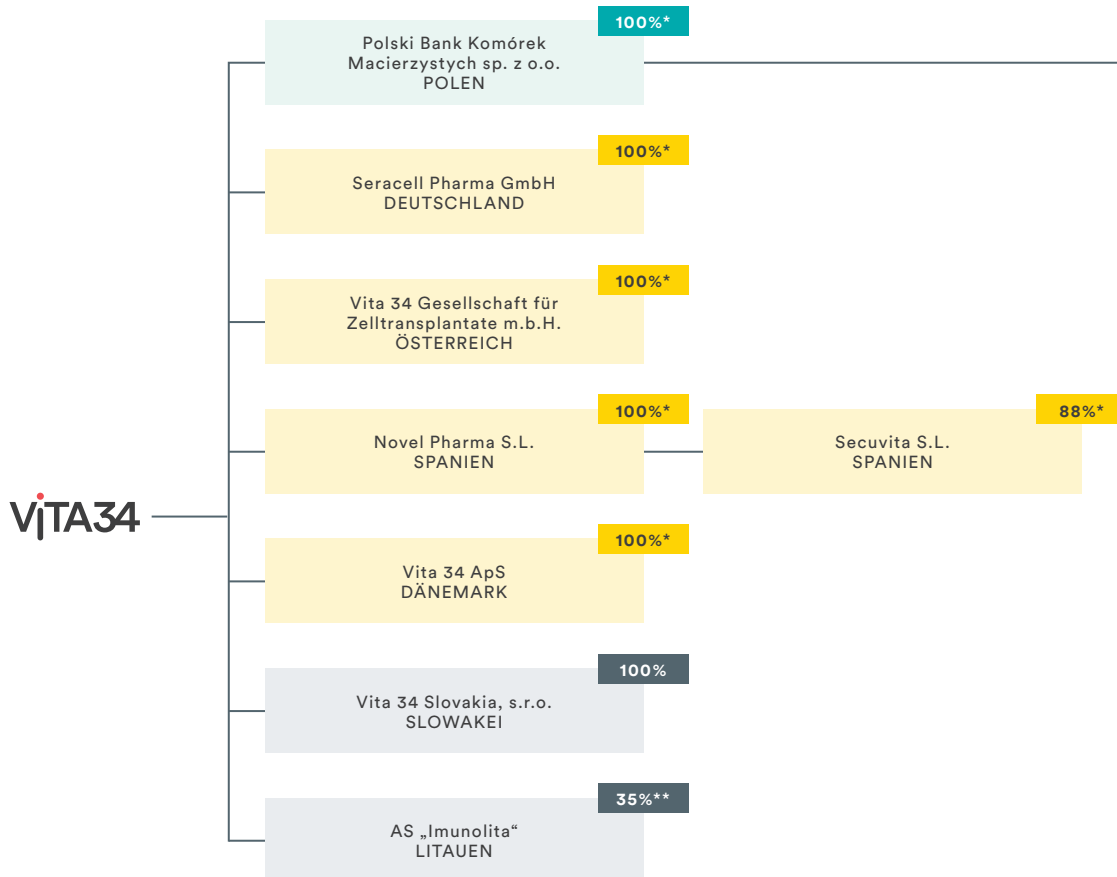 100%*
Polski Bank Komórek
Macierzystych sp. z o.o.
POLEN
100%*
Seracell Pharma GmbH
DEUTSCHLAND
100%*
Vita 34 Gesellschaft für
Zelltransplantate m.b.H.
ÖSTERREICH
100%*
Novel Pharma S.L.
SPANIEN
88%*
Secuvita S.L.
SPANIEN
ViTA34
100%*
Vita 34 ApS
DÄNEMARK
100%
Vita 34 Slovakia, s.r.o.
SLOWAKEI
35%**
AS „Imunolita“
LITAUEN